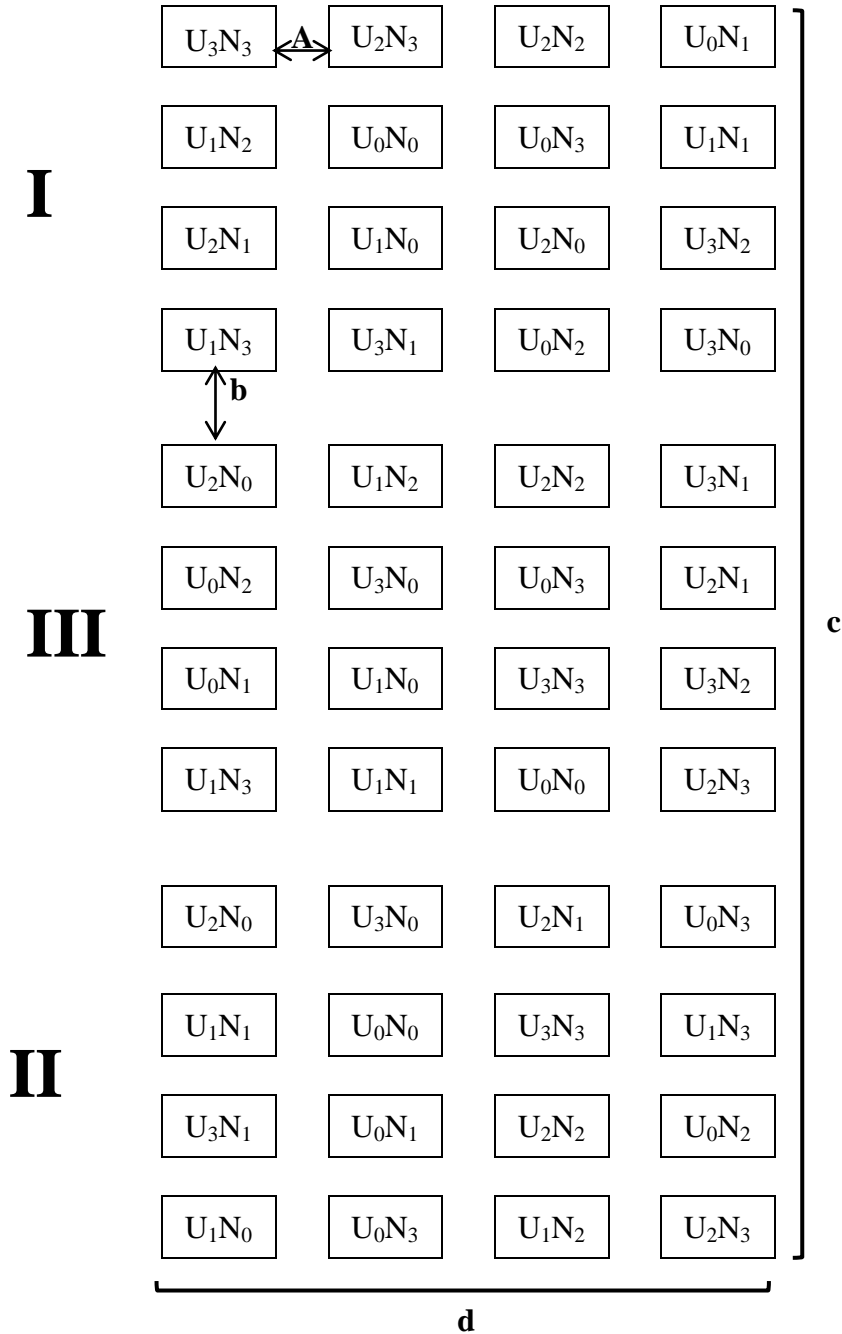 U₃N₃ A U₂N₃ U₂N₂ U₀N₁
U₁N₂ U₀N₀ U₀N₃ U₁N₁
I
U₂N₁ U₁N₀ U₂N₀ U₃N₂
U₁N₃ U₃N₁ U₀N₂ U₃N₀
b
U₂N₀ U₁N₂ U₂N₂ U₃N₁
U₀N₂ U₃N₀ U₀N₃ U₂N₁
III c
U₀N₁ U₁N₀ U₃N₃ U₃N₂
U₁N₃ U₁N₁ U₀N₀ U₂N₃
U₂N₀ U₃N₀ U₂N₁ U₀N₃
U₁N₁ U₀N₀ U₃N₃ U₁N₃
II
U₃N₁ U₀N₁ U₂N₂ U₀N₂
U₁N₀ U₀N₃ U₁N₂ U₂N₃
d